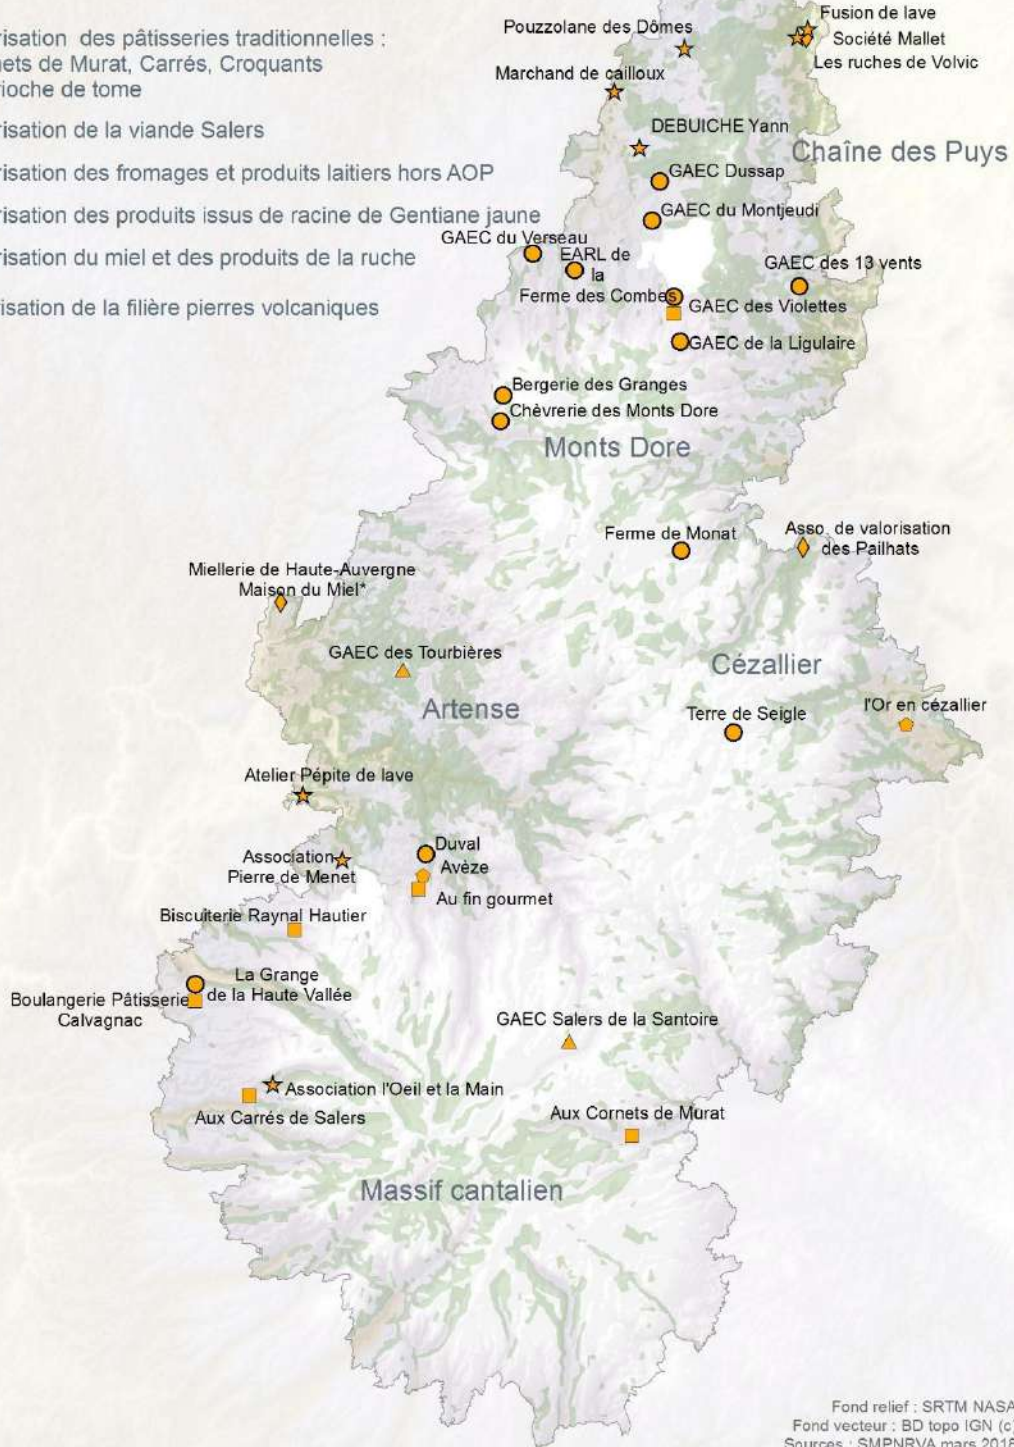 Pouzzolane des Dômes
Fusion de lave
Société Mallet
Les ruches de Volvic
Marchand de cailloux
des pâtisseries traditionnelles :
de Murat, Carrés, Croquants
de tome
de la viande Salers
des fromages et produits laitiers hors AOP
des produits issus de racine de Gentiane jaune
du miel et des produits de la ruche
de la filière pierres volcaniques
DEBUICHE Yann
Chaîne des Puys
GAEC Dussap
GAEC du Montjeudi
GAEC du Verseau
EARL de
la
Ferme des Combes
GAEC des 13 vents
GAEC des Violettes
GAEC de la Ligulaire
Bergerie des Granges
Chèvrerie des Monts Dore
Monts Dore
Ferme de Monat
Asso. de valorisation
des Pailhats
Miellerie de Haute-Auvergne
Maison du Miel*
GAEC des Tourbières
Cézallier
Artense
Terre de Seigle
l'Or en cézallier
Atelier Pépite de lave
Duval
Association
Pierre de Menet
Avèze
Au fin gourmet
Biscuiterie Raynal Hautier
La Grange
de la Haute Vallée
Boulangerie Pâtisserie
Calvagnac
GAEC Salers de la Santoire
Association l'Oeil et la Main
Aux Carrés de Salers
Aux Cornets de Murat
Massif cantalien
Fond relief : SRTM NASA
Fond vecteur : BD topo IGN (c)
Sources : SMPNRVA mars 2018